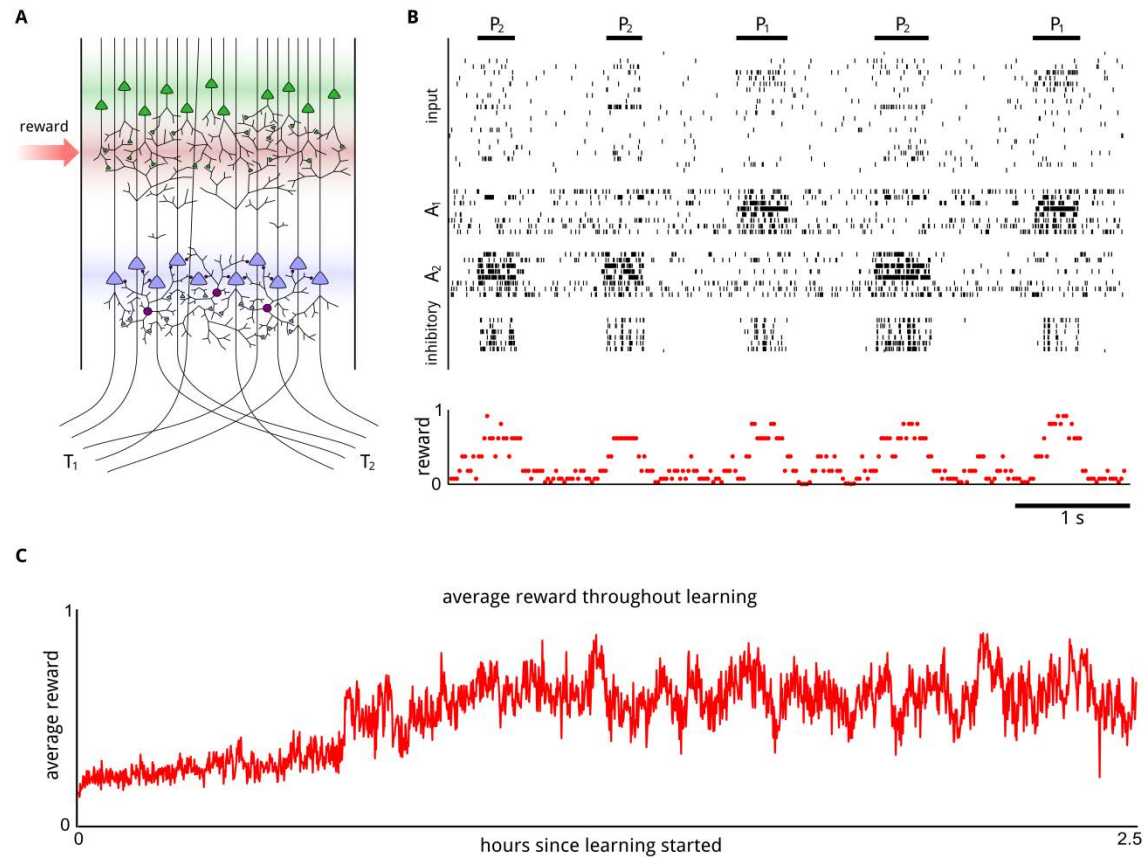 A
reward
T₁
T₂
B
P₂
P₂
P₁
P₂
P₁
input
A₁
A₂
inhibitory
reward
1
0
1 s
C
average reward throughout learning
average reward
1
0
0
2.5
hours since learning started